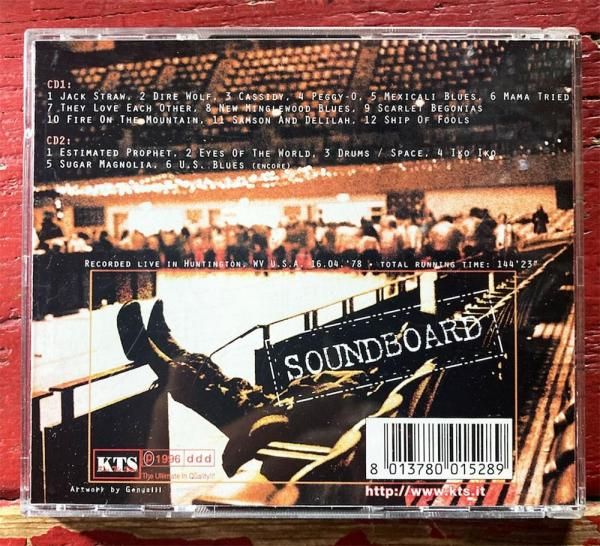 CD1:
1 Jack Straw, 2 Dire Wolf, 3 Cassidy, 4 Peggy-O, 5 Mexicali Blues, 6 Mama Tried
7 They Love Each Other, 8 New Minglewood Blues, 9 Scarlet Begonias
10 Fire On The Mountain, 11 Samson And Delilah, 12 Ship Of Fools
CD2:
1 Estimated Prophet, 2 Eyes Of The World, 3 Drums / Space, 4 Iko Iko
5 Sugar Magnolia, 6 U.S. Blues (encore)
Recorded live in Huntington, WV U.S.A. 16.04.'78 • total running time: 144'23"
SOUNDBOARD
KTS
℗1996 ddd
The Ultimate In Quality!!!
8 013780 015289
Artwork by
http://www.kts.it